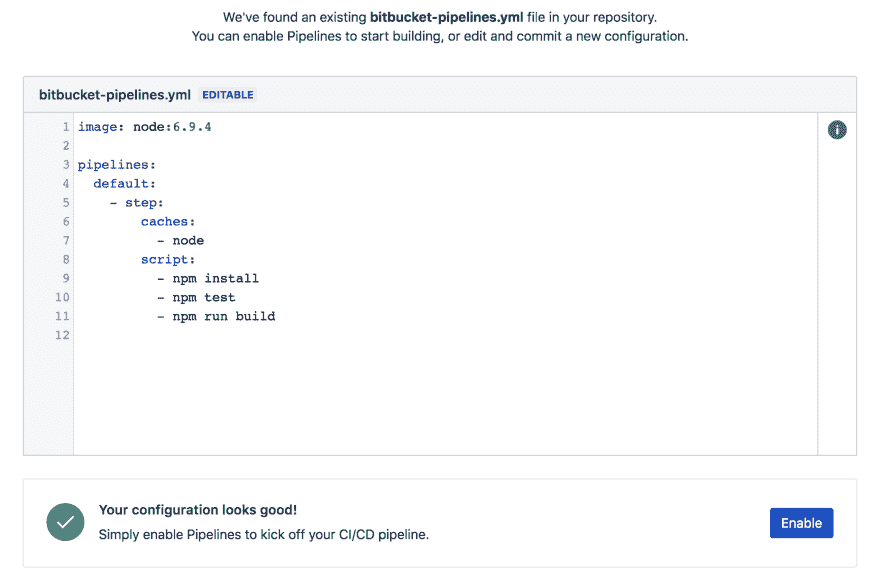 We've found an existing bitbucket-pipelines.yml file in your repository.
You can enable Pipelines to start building, or edit and commit a new configuration.
bitbucket-pipelines.yml EDITABLE
1 image: node:6.9.4
2
3 pipelines:
4   default:
5     - step:
6         caches:
7           - node
8         script:
9           - npm install
10           - npm test
11           - npm run build
12
Your configuration looks good!
Simply enable Pipelines to kick off your CI/CD pipeline.
Enable